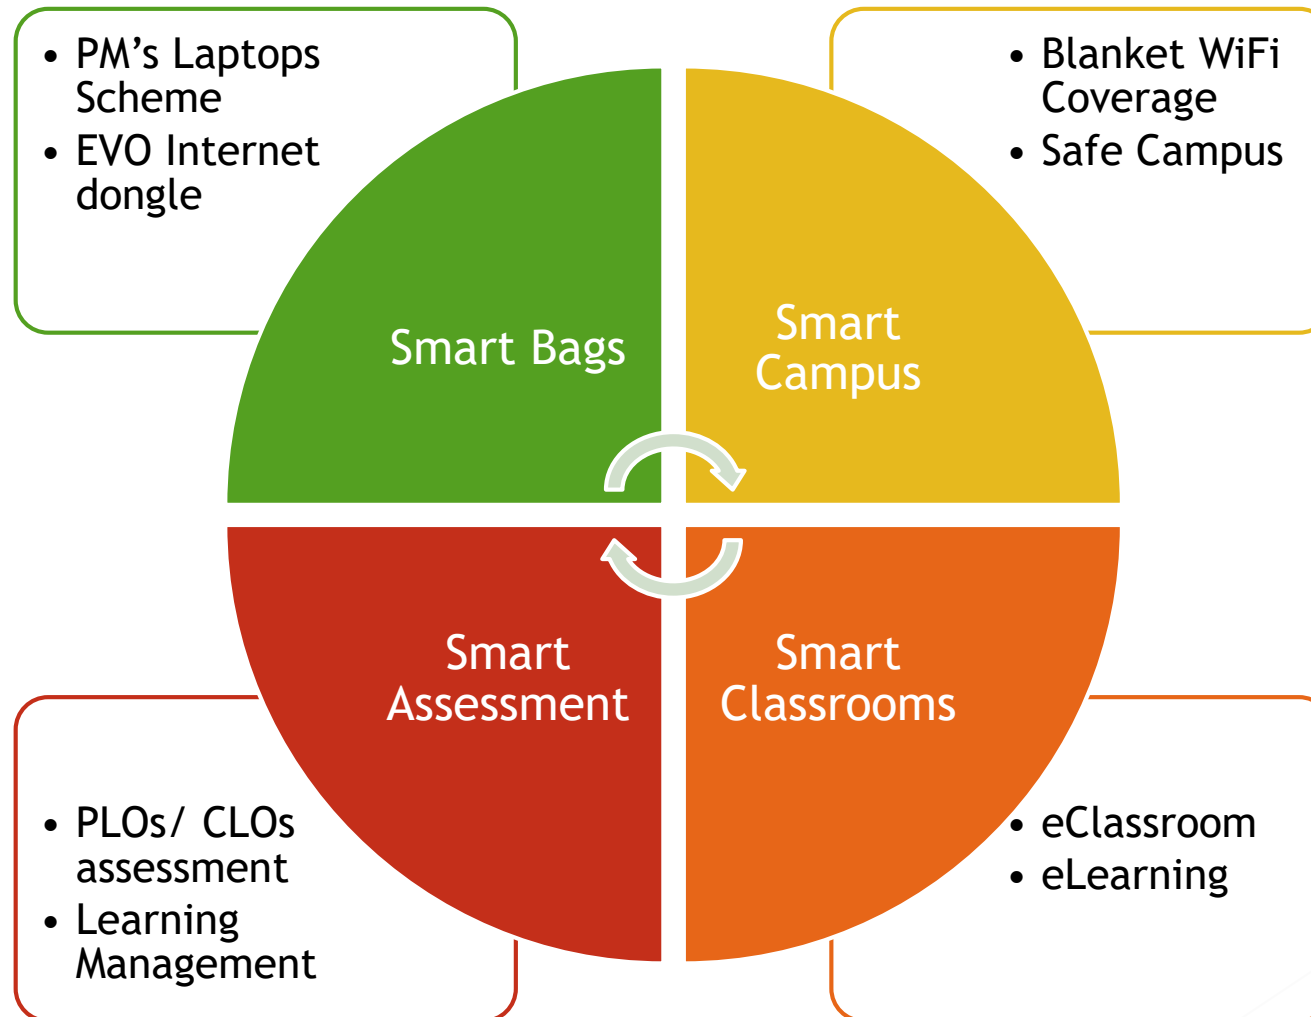 • PM’s Laptops
Scheme
• EVO Internet
dongle
• Blanket WiFi
Coverage
• Safe Campus
Smart Bags
Smart
Campus
Smart
Assessment
Smart
Classrooms
• PLOs/ CLOs
assessment
• Learning
Management
• eClassroom
• eLearning